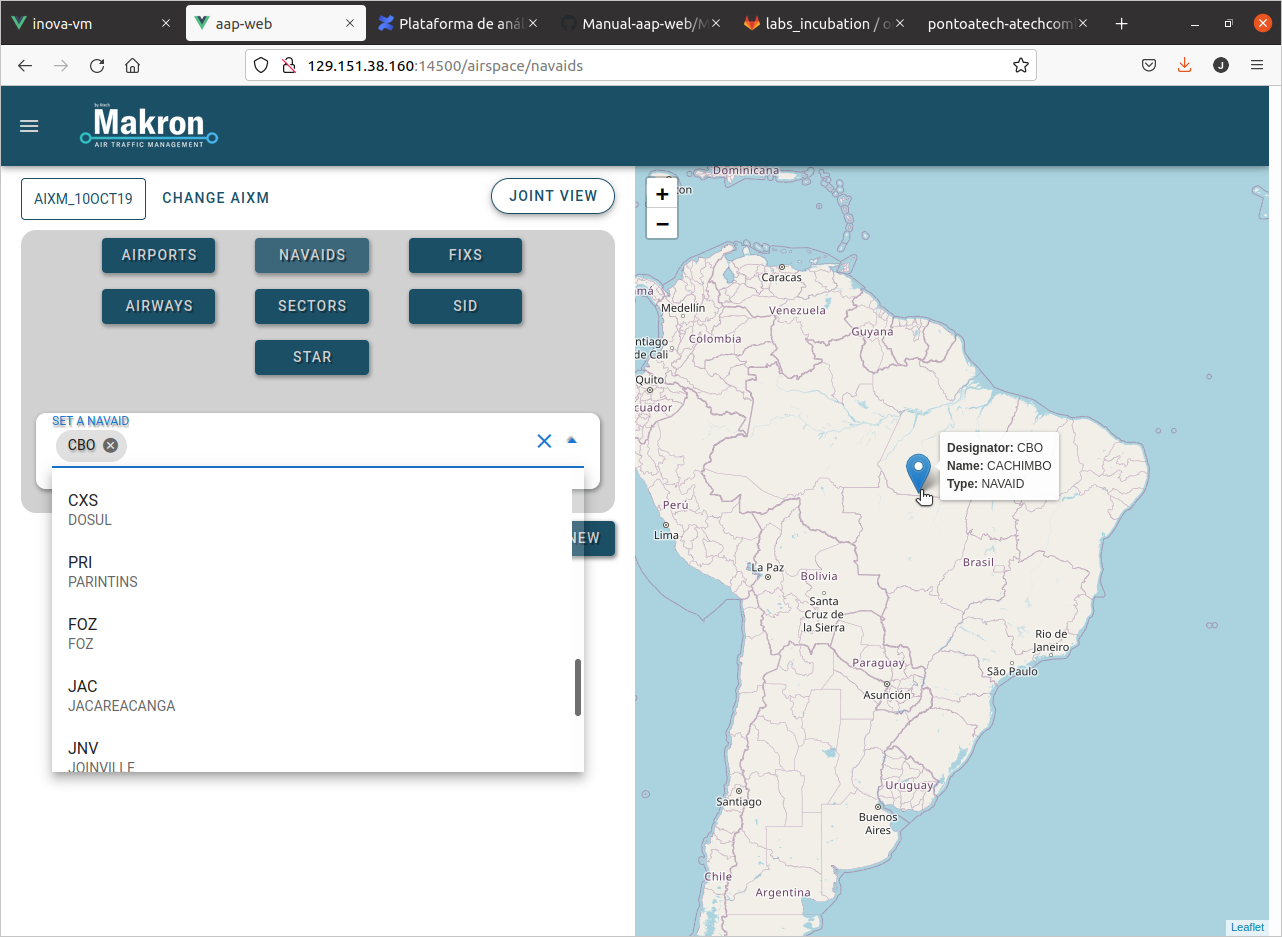 inova-vm
aap-web
Plataforma de anál
Manual-aap-web/M
labs_incubation / o
pontoatech-atechcoml
129.151.38.160:14500/airspace/navaids
J
by Atech
Makron
AIR TRAFFIC MANAGEMENT
AIXM_10OCT19
CHANGE AIXM
JOINT VIEW
AIRPORTS
NAVAIDS
FIXS
AIRWAYS
SECTORS
SID
STAR
SET A NAVAID
CBO
CXS
DOSUL
PRI
PARINTINS
FOZ
FOZ
JAC
JACAREACANGA
JNV
JOINVILLE
NEW
+
−
Dominicana
ton
Caracas
má
Medellín
Venezuela
Guyana
ntiago
de Cali
Colombia
Quito
cuador
Designator: CBO
Name: CACHIMBO
Type: NAVAID
Perú
Lima
La Paz
Bolivia
Brasil
Santa
Cruz de
la Sierra
Rio de
Janeiro
São Paulo
Paraguay
Asunción
Uruguay
Santiago
Buenos
Aires
Chile
Argentina
Leaflet